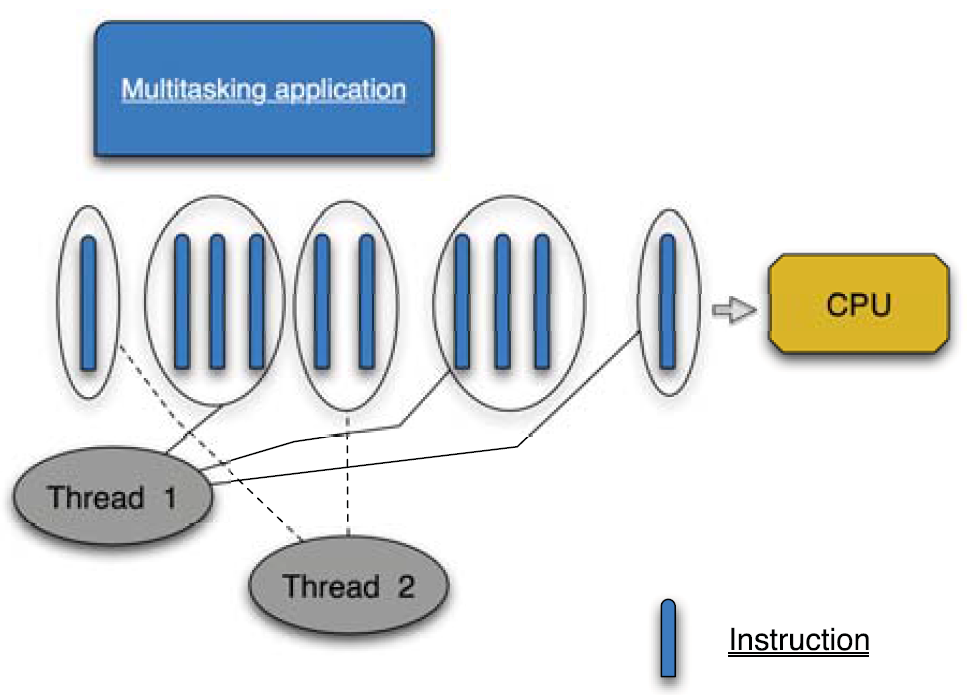 Multitasking application
CPU
Thread 1
Thread 2
Instruction